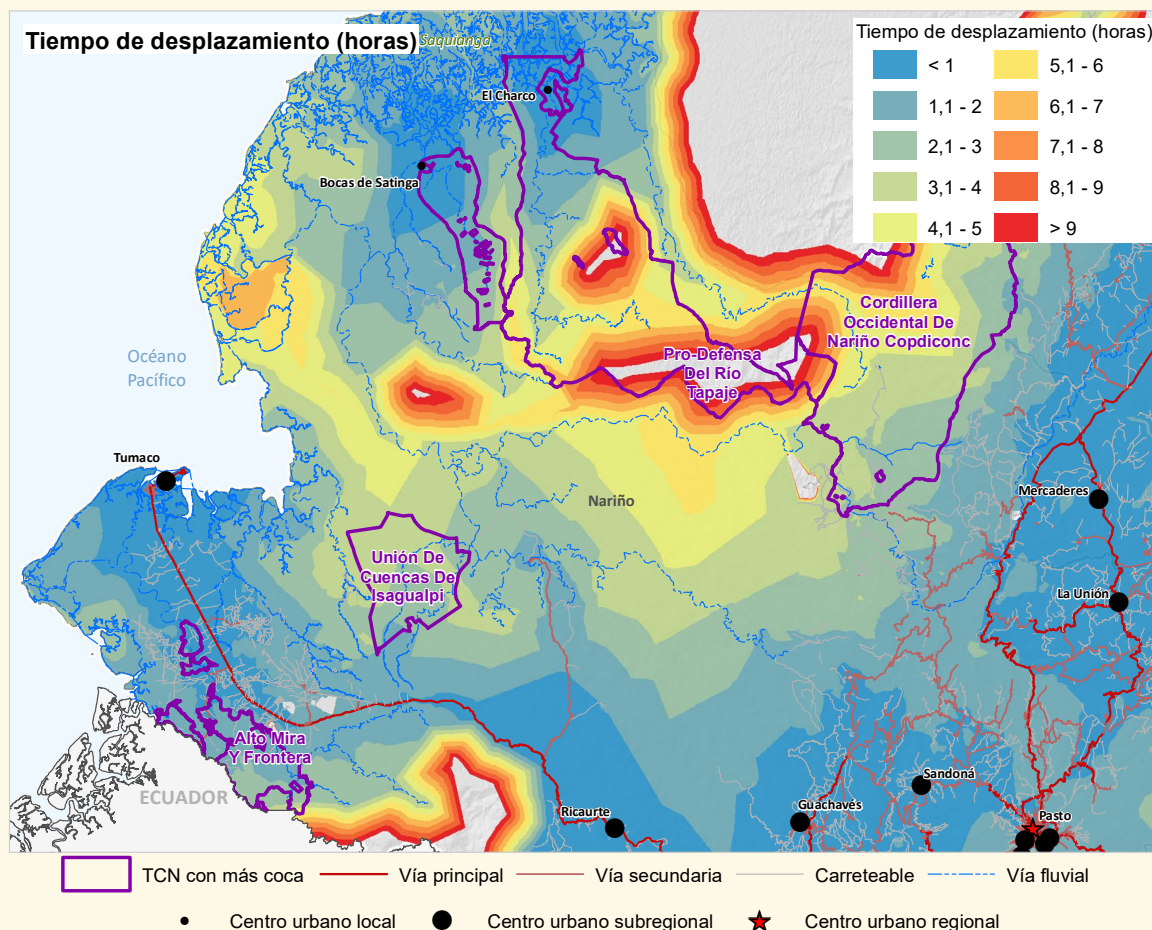 Tiempo de desplazamiento (horas)
Saquianga
Tiempo de desplazamiento (horas)
< 1
5,1 - 6
1,1 - 2
6,1 - 7
2,1 - 3
7,1 - 8
3,1 - 4
8,1 - 9
4,1 - 5
> 9
El Charco
Bocas de Satinga
Océano
Pacífico
Cordillera
Occidental De
Nariño Copdiconc
Pro-Defensa
Del Rio
Tapaje
Tumaco
Nariño
Mercaderes
Unión De
Cuencas De
Isagualpi
La Unión
Alto Mira
Y Frontera
ECUADOR
Sandoná
Guachavés
Ricaurte
Pasto
TCN con más coca
Vía principal
Vía secundaria
Carreteable
Vía fluvial
Centro urbano local
Centro urbano subregional
Centro urbano regional